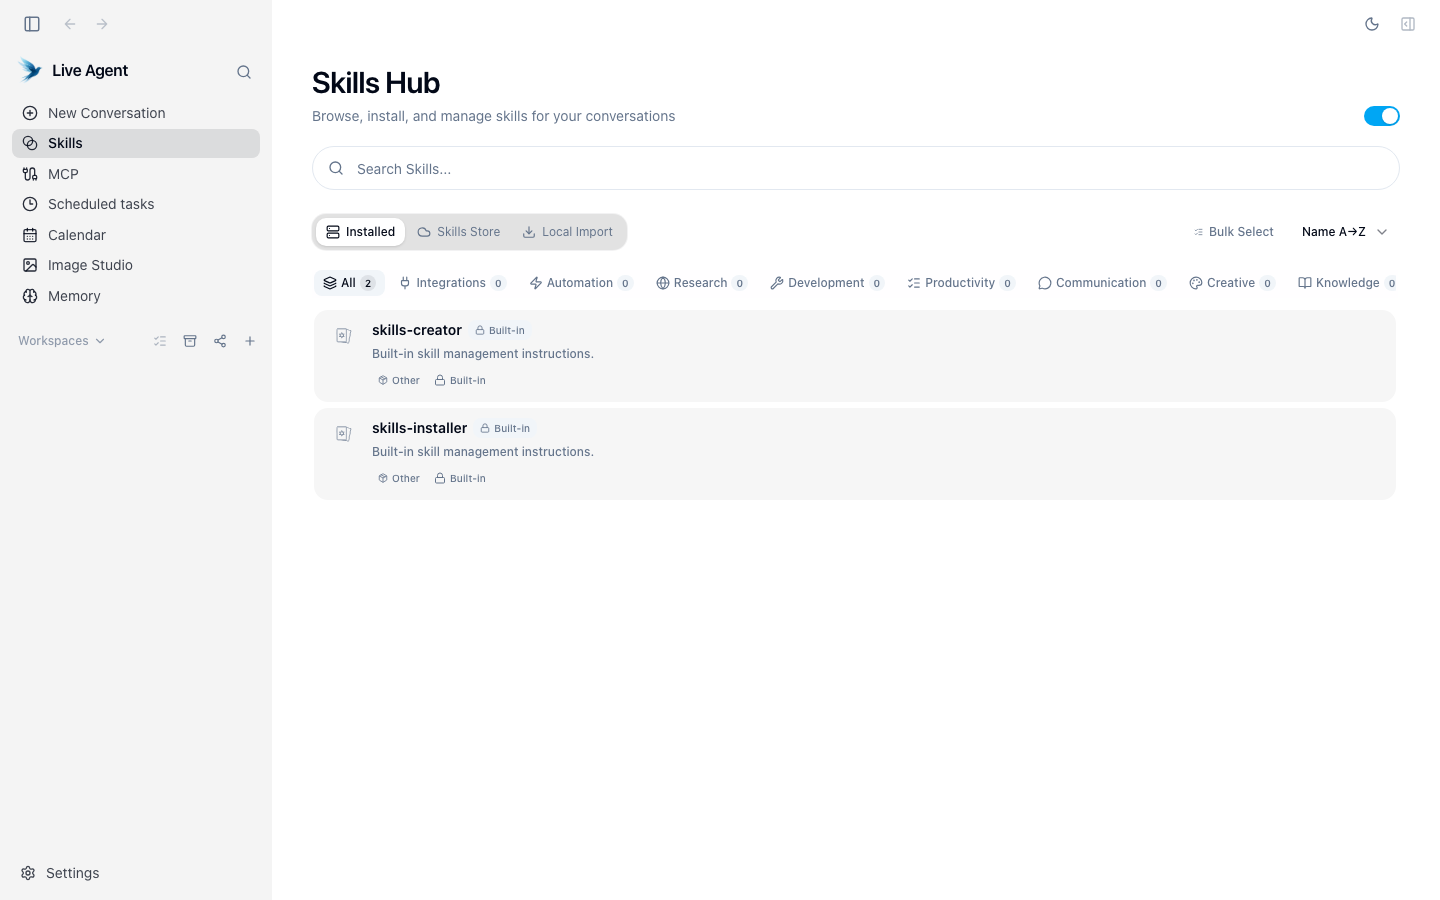 Live Agent
New Conversation
Skills
MCP
Scheduled tasks
Calendar
Image Studio
Memory
Workspaces
Settings
Skills Hub
Browse, install, and manage skills for your conversations
Search Skills...
Installed Skills Store Local Import Bulk Select Name A→Z
All 2 Integrations 0 Automation 0 Research 0 Development 0 Productivity 0 Communication 0 Creative 0 Knowledge 0
skills-creator Built-in
Built-in skill management instructions.
Other Built-in
skills-installer Built-in
Built-in skill management instructions.
Other Built-in